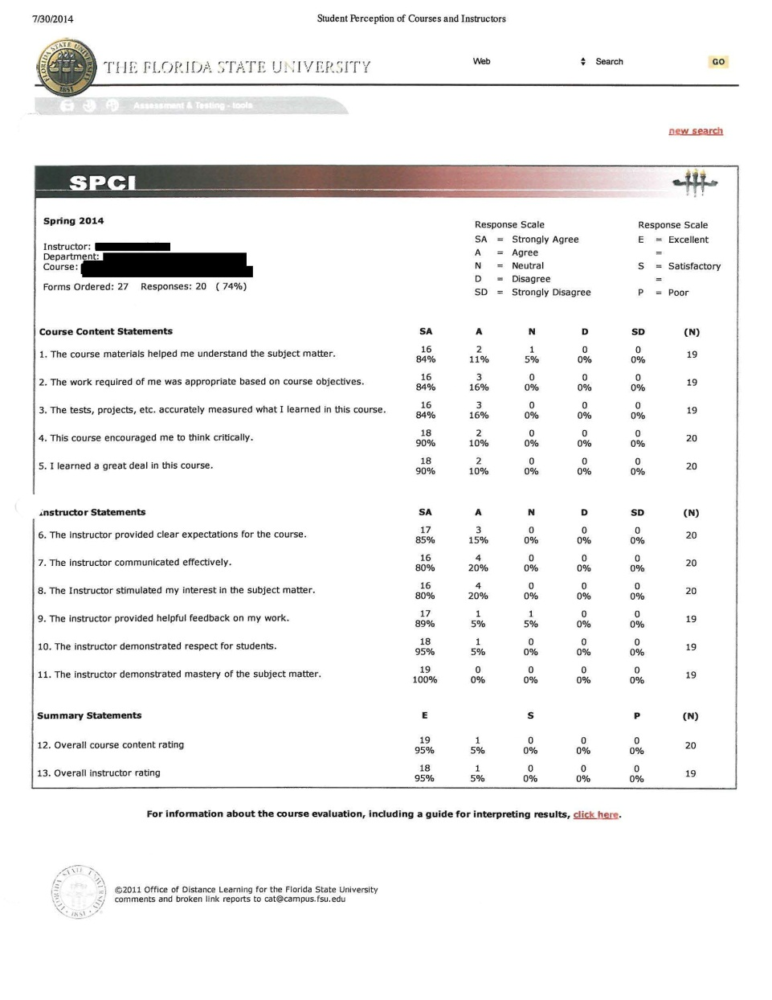 7/30/2014 Student Perception of Courses and Instructors
FLORIDA STATE UNIVERSITY 1851
THE FLORIDA STATE UNIVERSITY Web Search GO
Assessment & Testing - tools
new search
SPCI
Spring 2014
Response Scale Response Scale
SA = Strongly Agree E = Excellent
Instructor:
A = Agree =
Department:
Course: N = Neutral S = Satisfactory
D = Disagree =
Forms Ordered: 27 Responses: 20 ( 74%)
SD = Strongly Disagree P = Poor
Course Content Statements SA A N D SD (N)
1. The course materials helped me understand the subject matter. 16 2 1 0 0 19
84% 11% 5% 0% 0%
2. The work required of me was appropriate based on course objectives. 16 3 0 0 0 19
84% 16% 0% 0% 0%
3. The tests, projects, etc. accurately measured what I learned in this course. 16 3 0 0 0 19
84% 16% 0% 0% 0%
4. This course encouraged me to think critically. 18 2 0 0 0 20
90% 10% 0% 0% 0%
5. I learned a great deal in this course. 18 2 0 0 0 20
90% 10% 0% 0% 0%
Instructor Statements SA A N D SD (N)
6. The instructor provided clear expectations for the course. 17 3 0 0 0 20
85% 15% 0% 0% 0%
7. The instructor communicated effectively. 16 4 0 0 0 20
80% 20% 0% 0% 0%
8. The Instructor stimulated my interest in the subject matter. 16 4 0 0 0 20
80% 20% 0% 0% 0%
9. The instructor provided helpful feedback on my work. 17 1 1 0 0 19
89% 5% 5% 0% 0%
10. The instructor demonstrated respect for students. 18 1 0 0 0 19
95% 5% 0% 0% 0%
11. The instructor demonstrated mastery of the subject matter. 19 0 0 0 0 19
100% 0% 0% 0% 0%
Summary Statements E S P (N)
12. Overall course content rating 19 1 0 0 0 20
95% 5% 0% 0% 0%
13. Overall instructor rating 18 1 0 0 0 19
95% 5% 0% 0% 0%
For information about the course evaluation, including a guide for interpreting results, click here.
FLORIDA STATE UNIVERSITY 1851
©2011 Office of Distance Learning for the Florida State University
comments and broken link reports to cat@campus.fsu.edu